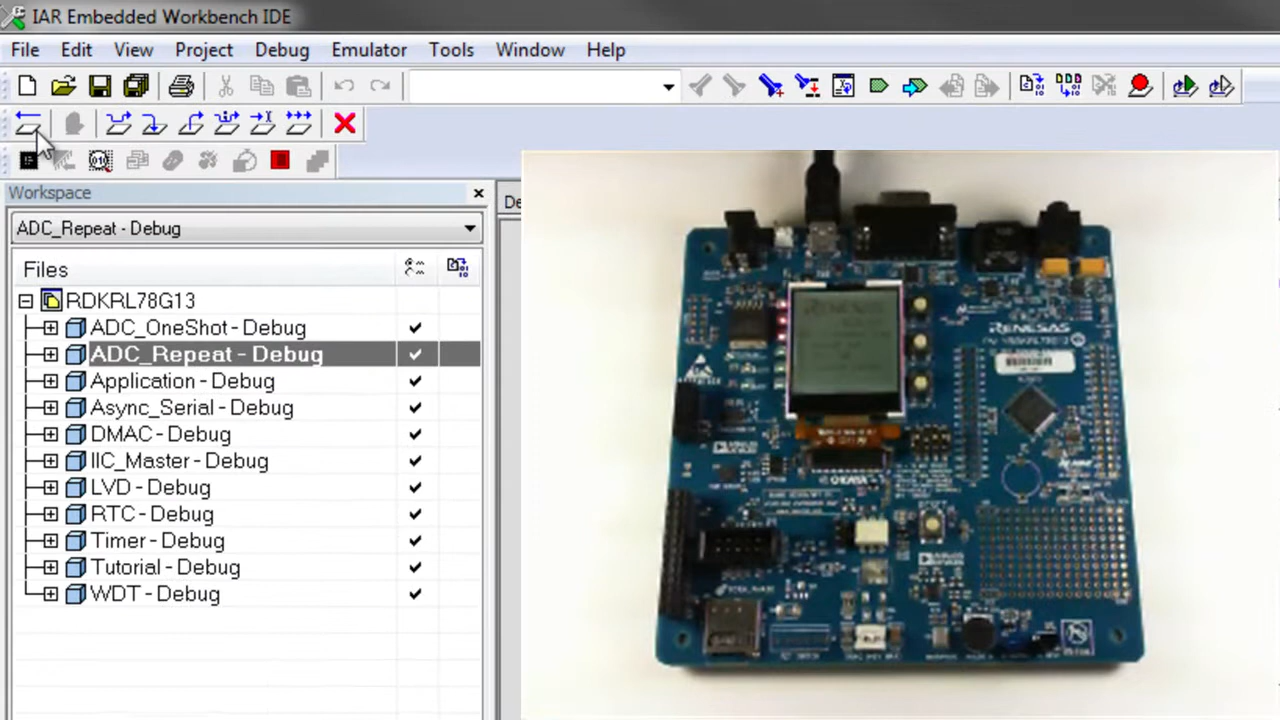 IAR Embedded Workbench IDE
File Edit View Project Debug Emulator Tools Window Help
Workspace
De
ADC_Repeat - Debug
Files
RDKRL78G13
ADC_OneShot - Debug
ADC_Repeat - Debug
Application - Debug
Async_Serial - Debug
DMAC - Debug
IIC_Master - Debug
LVD - Debug
RTC - Debug
Timer - Debug
Tutorial - Debug
WDT - Debug
RENESAS
OKAYA